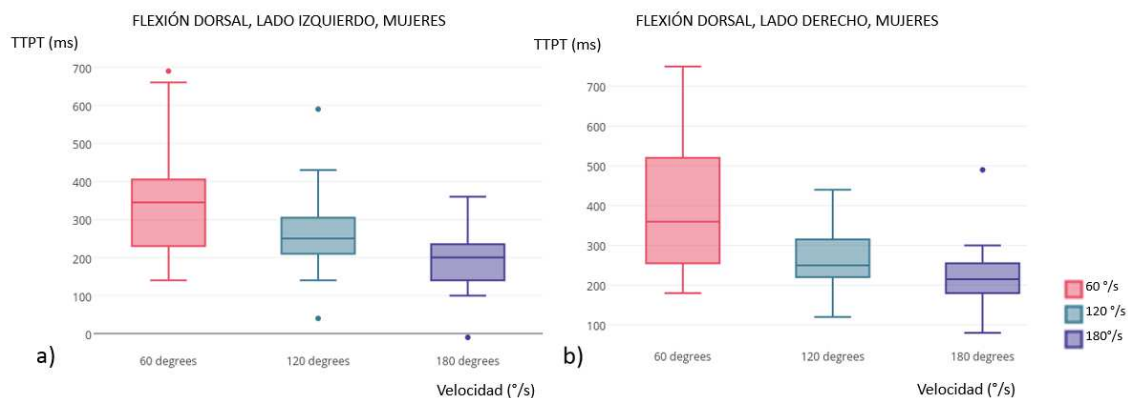 FLEXIÓN DORSAL, LADO IZQUIERDO, MUJERES
TTPT (ms)
700
600
500
400
300
200
100
0
60 degrees 120 degrees 180 degrees
a)
Velocidad (°/s)
FLEXIÓN DORSAL, LADO DERECHO, MUJERES
TTPT (ms)
700
600
500
400
300
200
100
60 degrees 120 degrees 180 degrees
b)
Velocidad (°/s)
60 °/s
120 °/s
180°/s